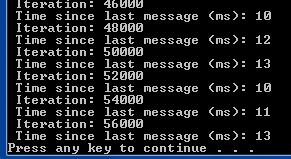 Iteration: 46000
Time since last message (ms): 10
Iteration: 48000
Time since last message (ms): 12
Iteration: 50000
Time since last message (ms): 13
Iteration: 52000
Time since last message (ms): 10
Iteration: 54000
Time since last message (ms): 11
Iteration: 56000
Time since last message (ms): 13
Press any key to continue . . .